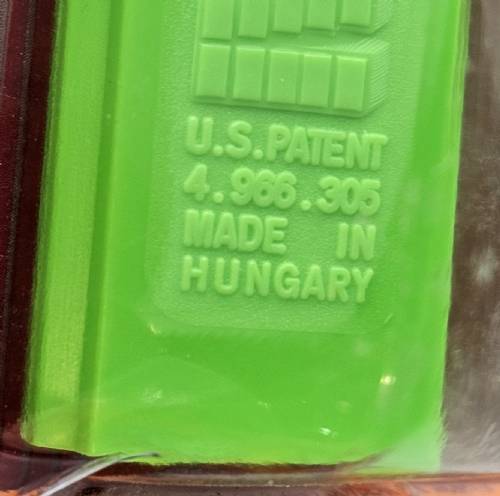 U.S.PATENT
4.966.305
MADE IN
HUNGARY